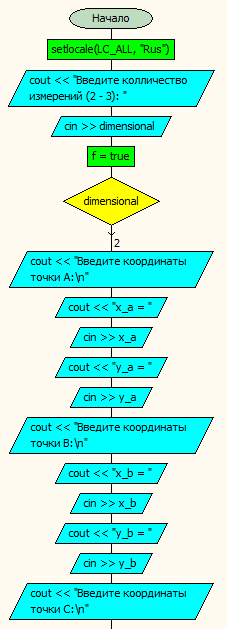 Начало
setlocale(LC_ALL, "Rus")
cout << "Введите колличество
измерений (2 - 3): "
cin >> dimensional
f = true
dimensional
2
cout << "Введите координаты
точки A:\n"
cout << "x_a = "
cin >> x_a
cout << "y_a = "
cin >> y_a
cout << "Введите координаты
точки B:\n"
cout << "x_b = "
cin >> x_b
cout << "y_b = "
cin >> y_b
cout << "Введите координаты
точки C:\n"